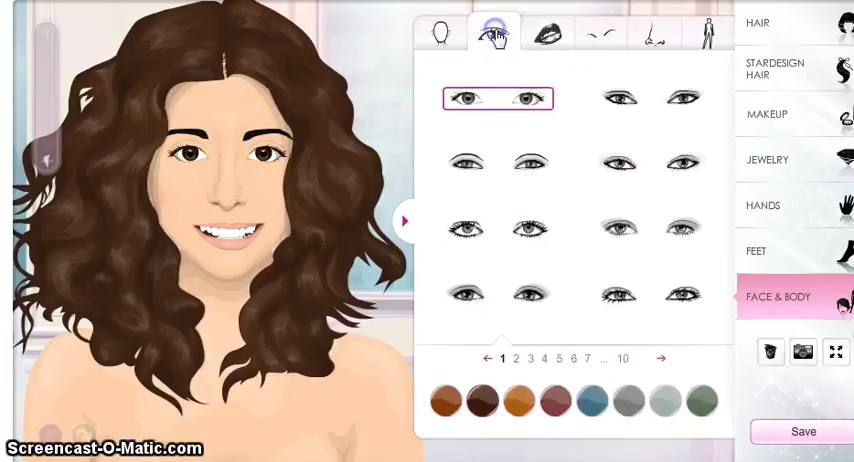 HAIR
STARDESIGN
HAIR
MAKEUP
JEWELRY
HANDS
FEET
FACE & BODY
← 1 2 3 4 5 6 7 ... 10 →
Save
Screencast-O-Matic.com